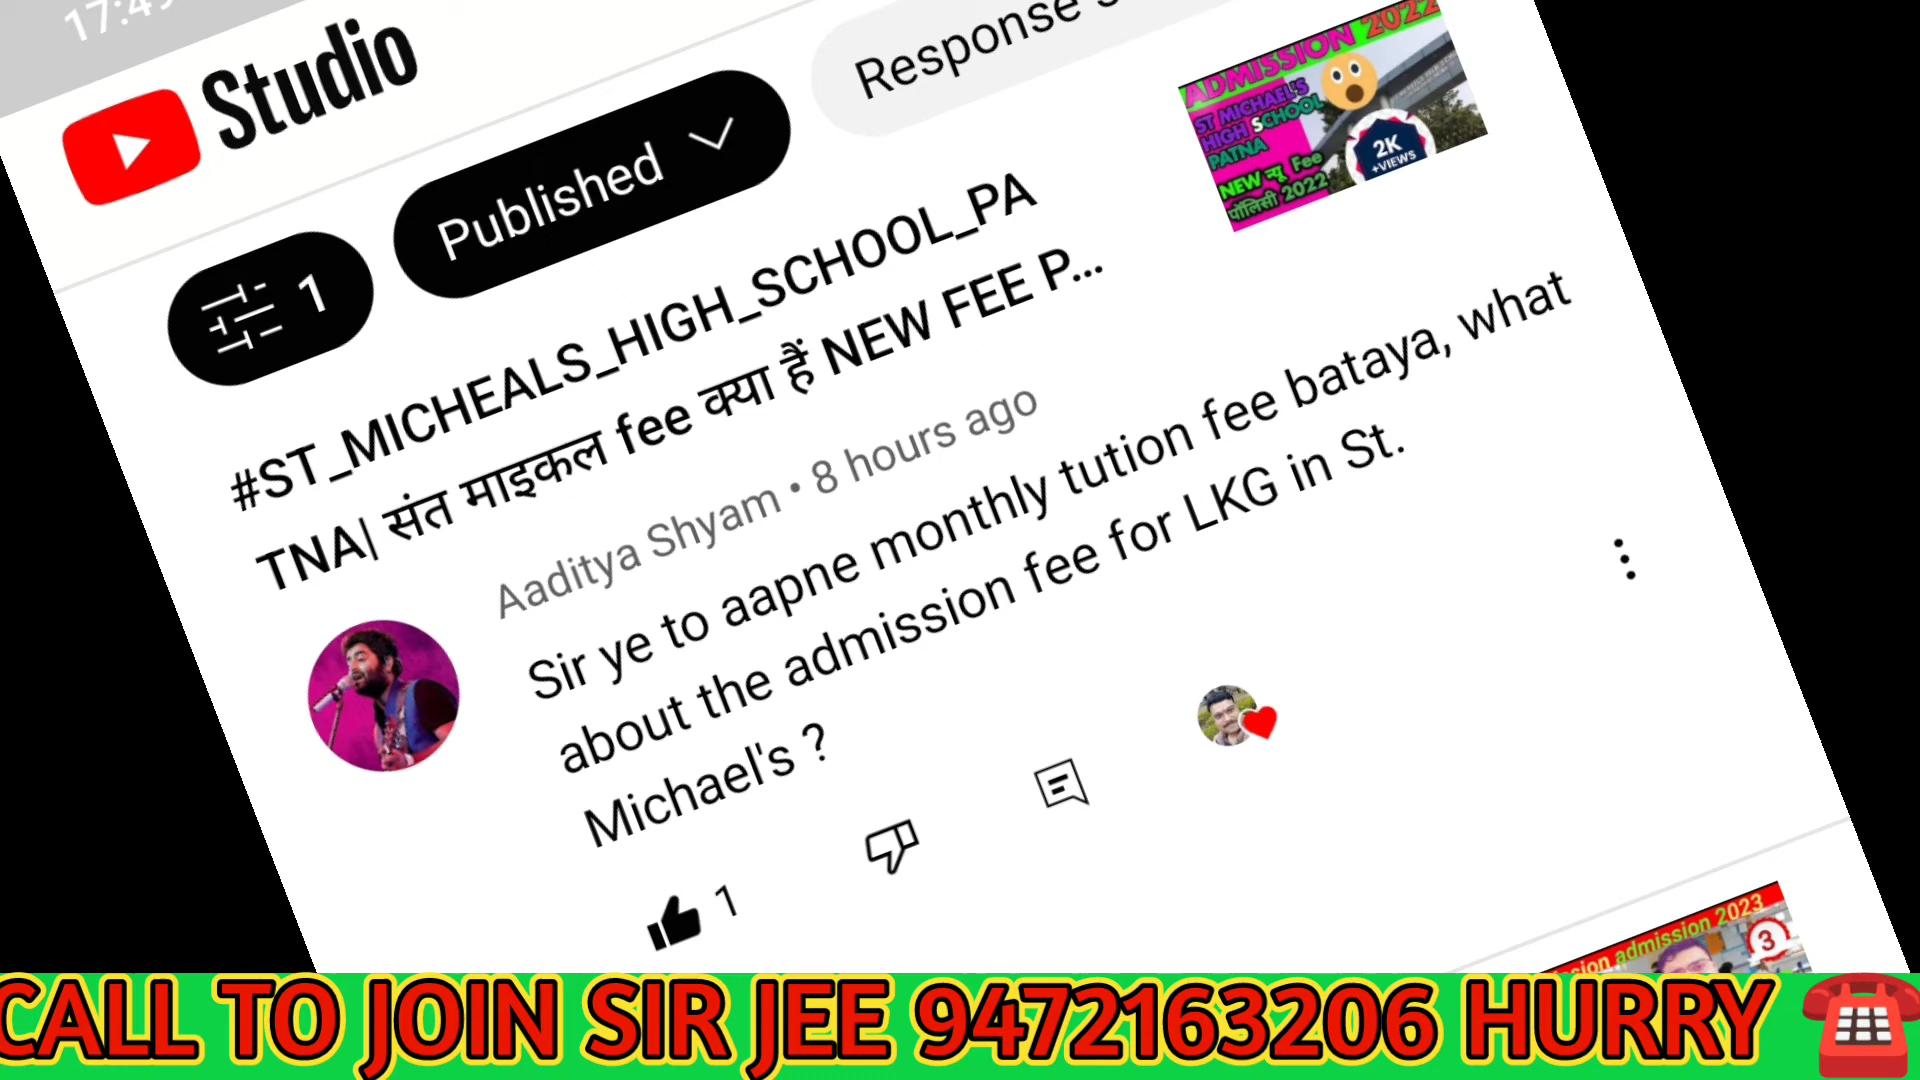 17:4
Studio
Response s
1
Published
ADMISSION 2022
ST MICHAEL'S
HIGH SCHOOL
PATNA
NEW न्यू Fee
पॉलिसी 2022
2K
+VIEWS
#ST_MICHEALS_HIGH_SCHOOL_PA
TNA| संत माइकल fee क्या हैं NEW FEE P...
Aaditya Shyam • 8 hours ago
Sir ye to aapne monthly tution fee bataya, what
about the admission fee for LKG in St.
Michael's ?
1
admission 2023
3
CALL TO JOIN SIR JEE 9472163206 HURRY